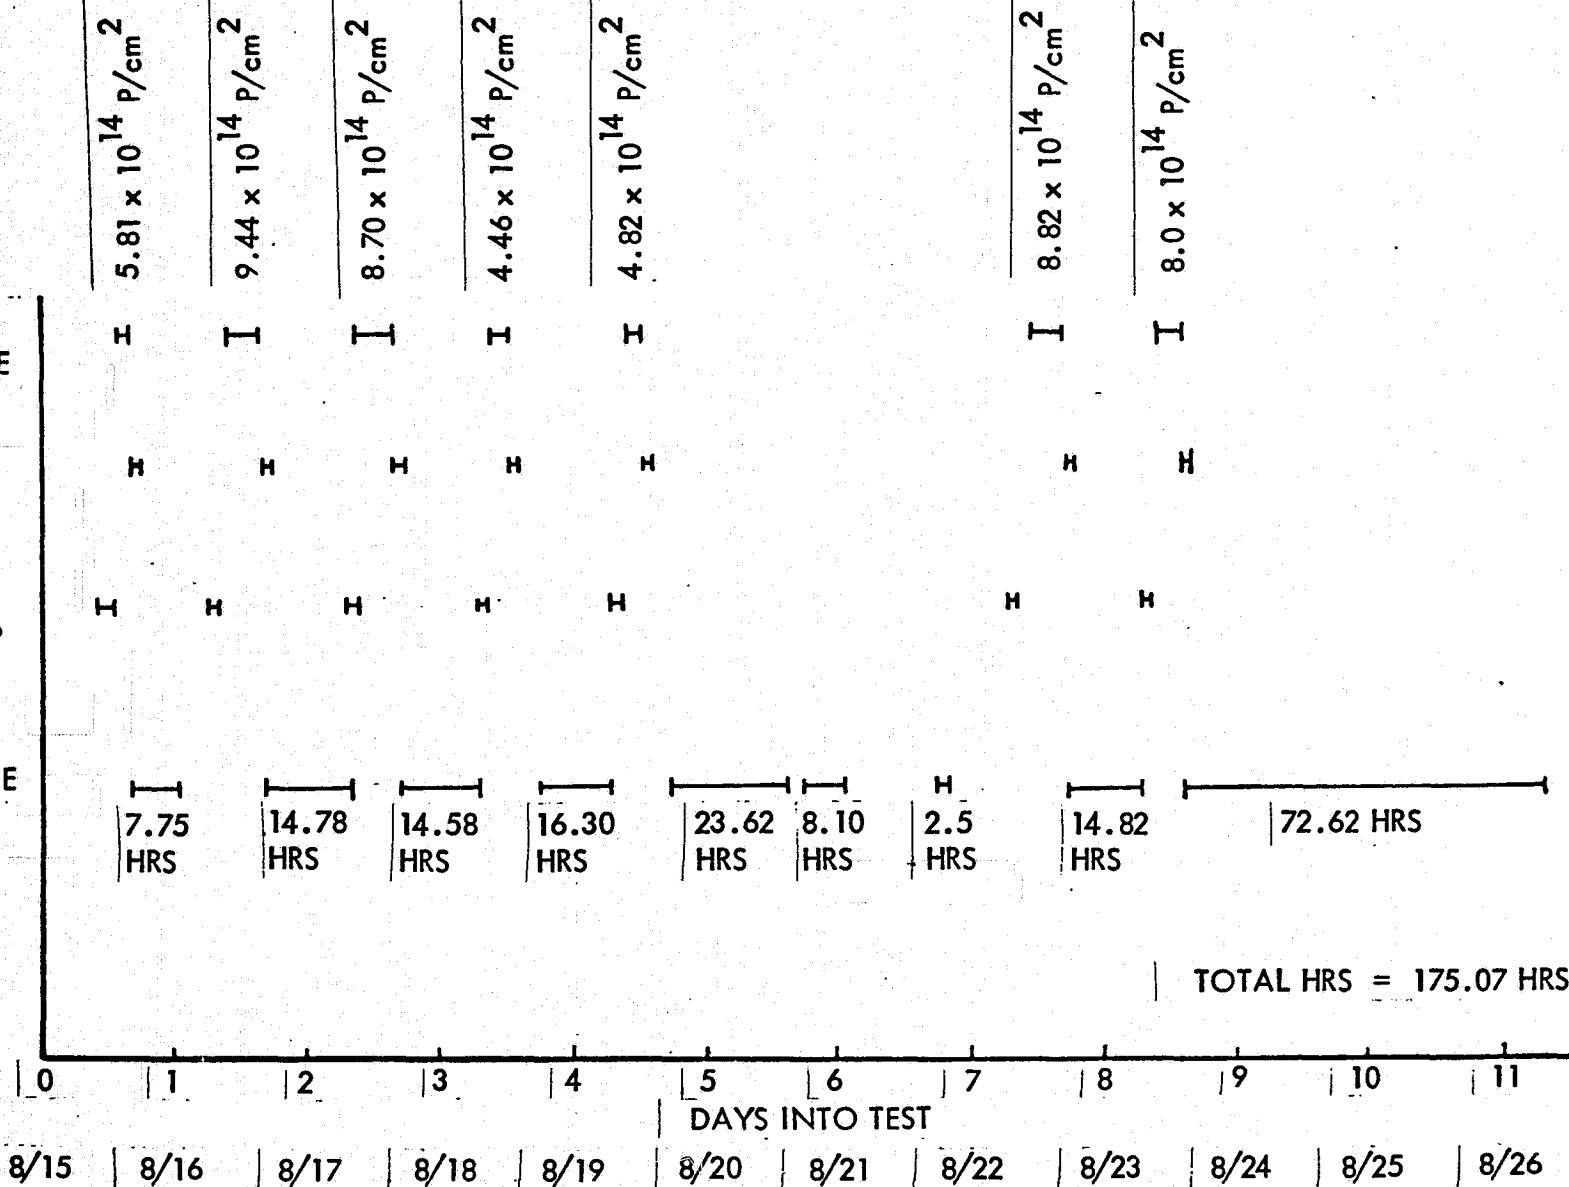 5.81 x 10^14 P/cm^2
9.44 x 10^14 P/cm^2
8.70 x 10^14 P/cm^2
4.46 x 10^14 P/cm^2
4.82 x 10^14 P/cm^2
8.82 x 10^14 P/cm^2
8.0 x 10^14 P/cm^2
E
E
7.75 HRS
14.78 HRS
14.58 HRS
16.30 HRS
23.62 HRS
8.10 HRS
2.5 HRS
14.82 HRS
72.62 HRS
TOTAL HRS = 175.07 HRS
0 1 2 3 4 5 6 7 8 9 10 11
DAYS INTO TEST
8/15 8/16 8/17 8/18 8/19 8/20 8/21 8/22 8/23 8/24 8/25 8/26